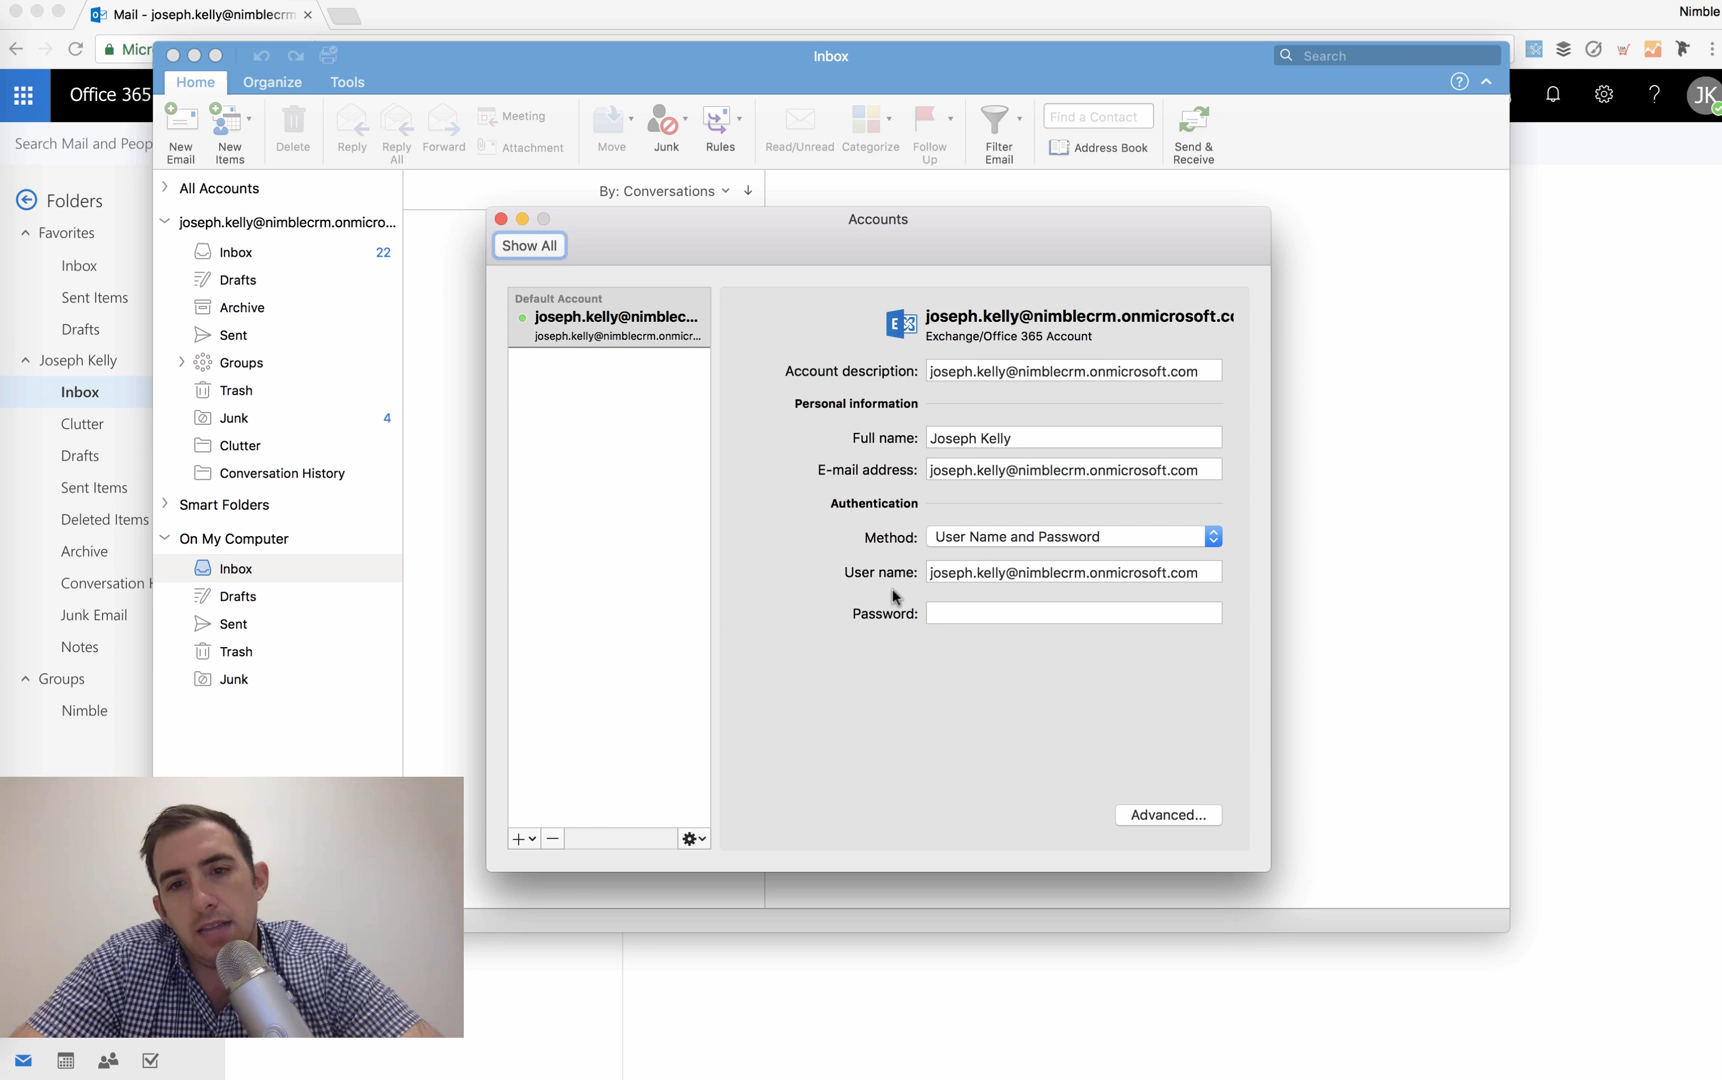 Mail - joseph.kelly@nimblecrm
Nimble
Micr
Inbox
Search
Home
Organize
Tools
Office 365
JK
New Email
New Items
Delete
Reply
Reply All
Forward
Meeting
Attachment
Move
Junk
Rules
Read/Unread
Categorize
Follow Up
Filter Email
Find a Contact
Address Book
Send & Receive
Search Mail and Peop
Folders
Favorites
Inbox
Sent Items
Drafts
Joseph Kelly
Inbox
Clutter
Drafts
Sent Items
Deleted Items
Archive
Conversation H
Junk Email
Notes
Groups
Nimble
All Accounts
joseph.kelly@nimblecrm.onmicro...
Inbox 22
Drafts
Archive
Sent
Groups
Trash
Junk 4
Clutter
Conversation History
Smart Folders
On My Computer
Inbox
Drafts
Sent
Trash
Junk
By: Conversations
Accounts
Show All
Default Account
joseph.kelly@nimblec...
joseph.kelly@nimblecrm.onmicr...
joseph.kelly@nimblecrm.onmicrosoft.co
Exchange/Office 365 Account
Account description: joseph.kelly@nimblecrm.onmicrosoft.com
Personal information
Full name: Joseph Kelly
E-mail address: joseph.kelly@nimblecrm.onmicrosoft.com
Authentication
Method: User Name and Password
User name: joseph.kelly@nimblecrm.onmicrosoft.com
Password:
Advanced...